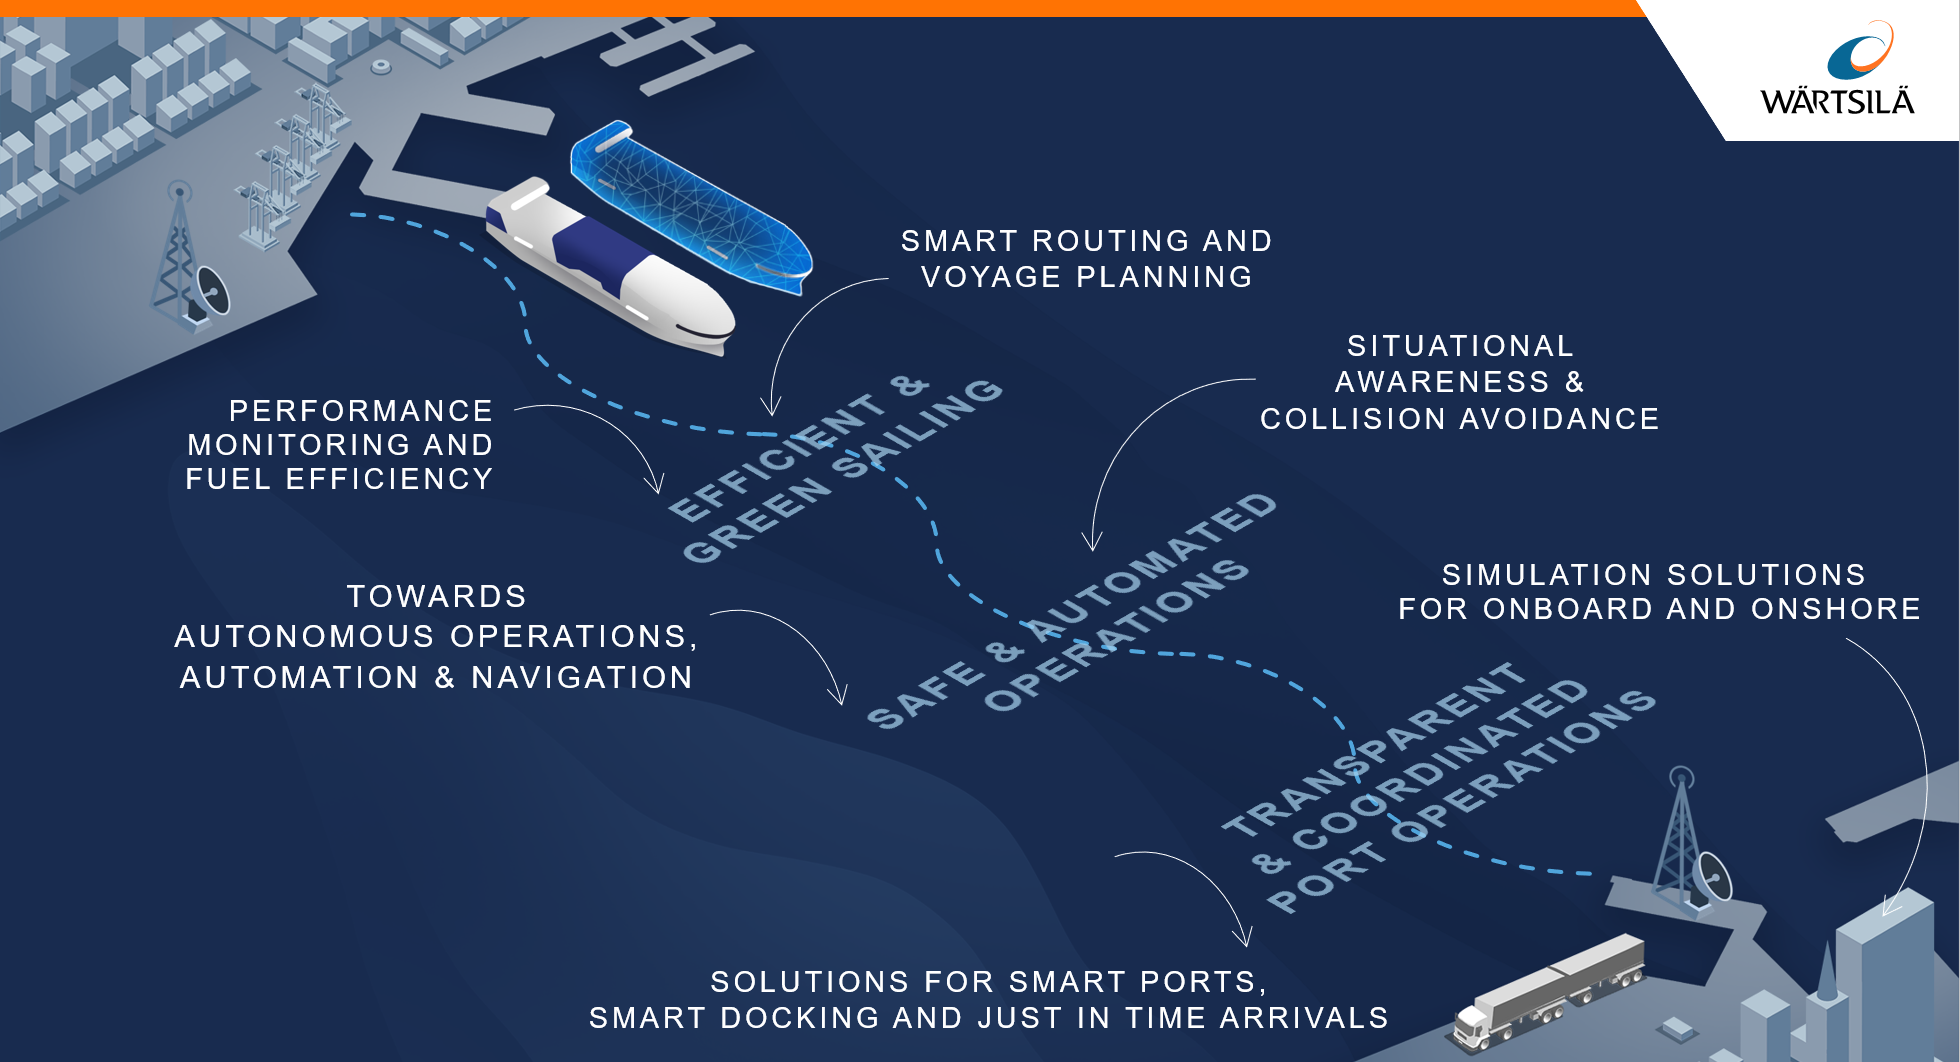 WÄRTSILÄ
SMART ROUTING AND
VOYAGE PLANNING
SITUATIONAL
AWARENESS &
COLLISION AVOIDANCE
PERFORMANCE
MONITORING AND
FUEL EFFICIENCY
EFFICIENT &
GREEN SAILING
TOWARDS
AUTONOMOUS OPERATIONS,
AUTOMATION & NAVIGATION
SAFE & AUTOMATED
OPERATIONS
SIMULATION SOLUTIONS
FOR ONBOARD AND ONSHORE
TRANSPARENT
& COORDINATED
PORT OPERATIONS
SOLUTIONS FOR SMART PORTS,
SMART DOCKING AND JUST IN TIME ARRIVALS